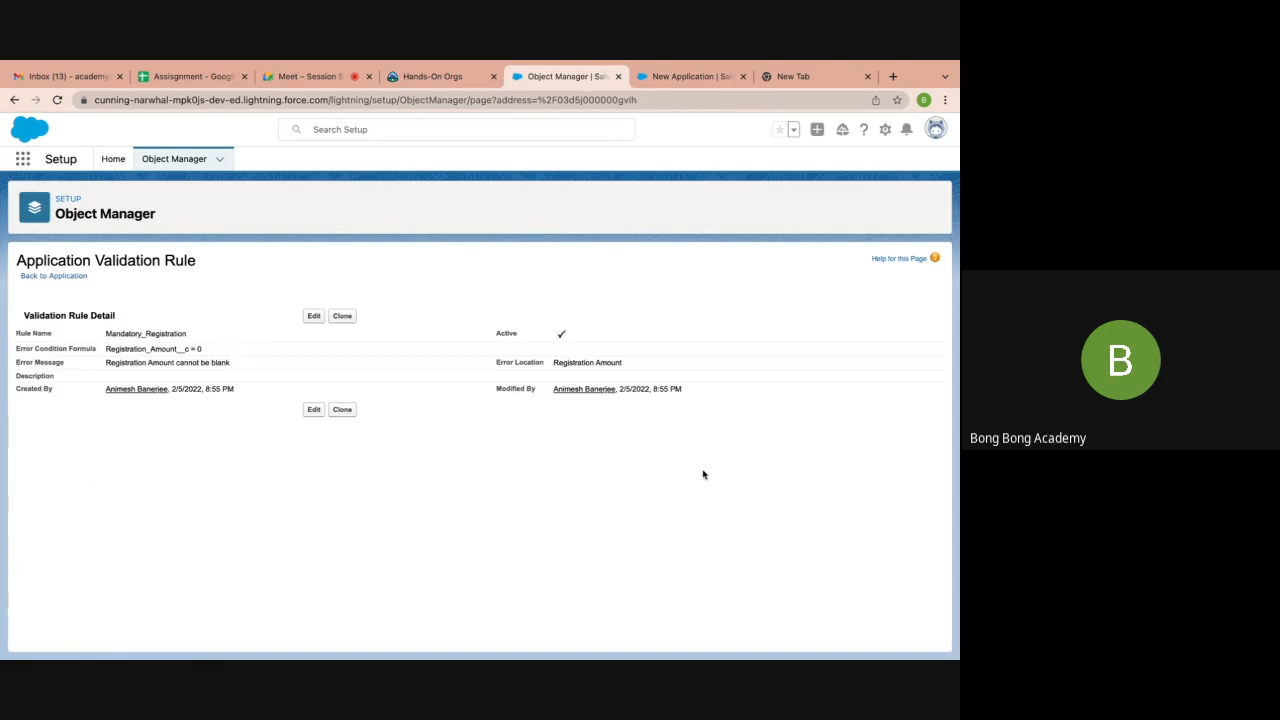 Inbox (13) - academy.
Assisgnment - Googl
Meet – Session 5
Hands-On Orgs
Object Manager | Sale
New Application | Sale
New Tab
cunning-narwhal-mpk0js-dev-ed.lightning.force.com/lightning/setup/ObjectManager/page?address=%2F03d5j000000gvlh
B
Search Setup
Setup
Home
Object Manager
SETUP
Object Manager
Application Validation Rule
Back to Application
Help for this Page
Validation Rule Detail
Edit Clone
Rule Name Mandatory_Registration Active
Error Condition Formula Registration_Amount__c = 0
Error Message Registration Amount cannot be blank Error Location Registration Amount
Description
Created By Animesh Banerjee, 2/5/2022, 8:55 PM Modified By Animesh Banerjee, 2/5/2022, 8:55 PM
Edit Clone
B
Bong Bong Academy